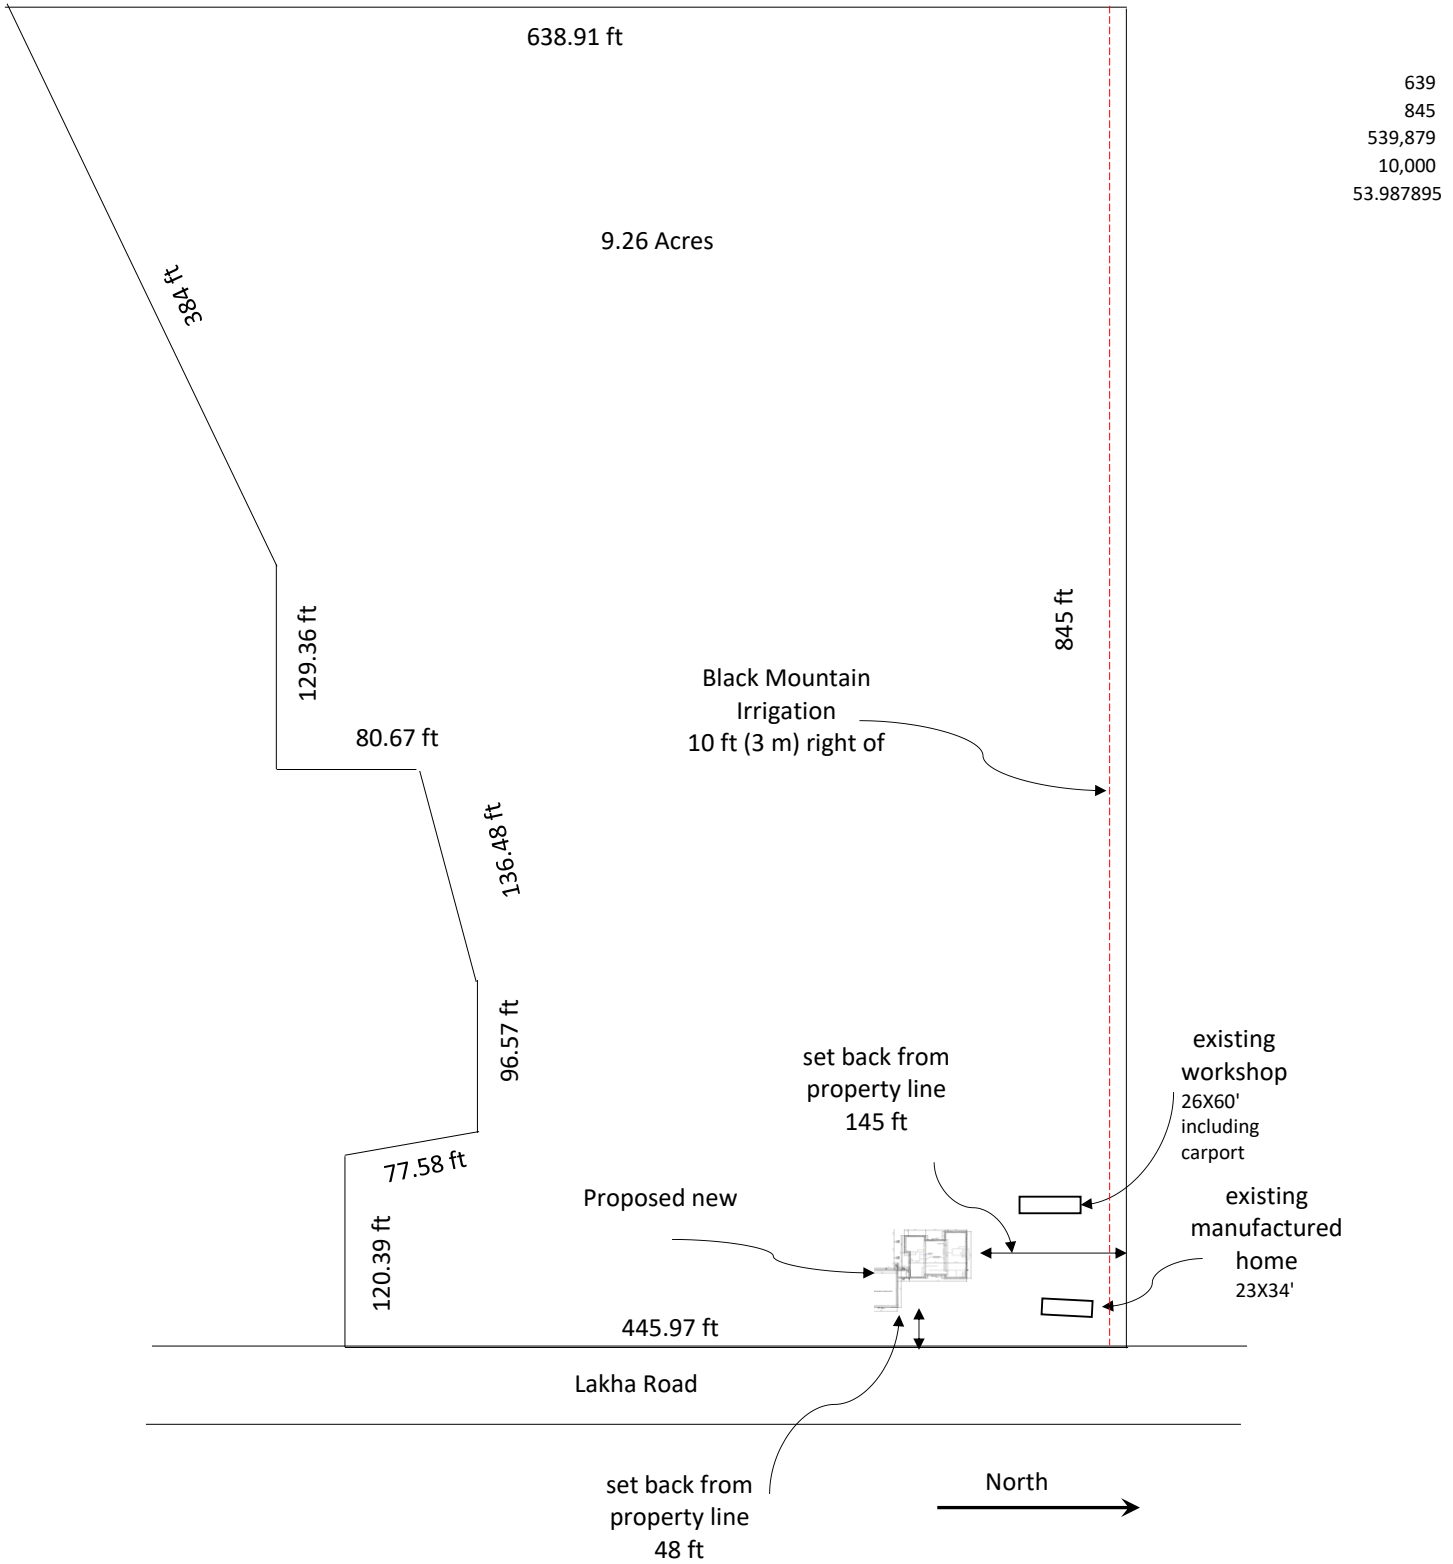 638.91 ft
639
845
539,879
10,000
53.987895
9.26 Acres
384 ft
129.36 ft
845 ft
Black Mountain
Irrigation
10 ft (3 m) right of
80.67 ft
136.48 ft
96.57 ft
set back from
property line
145 ft
existing
workshop
26X60'
including
carport
77.58 ft
Proposed new
existing
manufactured
home
23X34'
120.39 ft
445.97 ft
Lakha Road
set back from
property line
48 ft
North